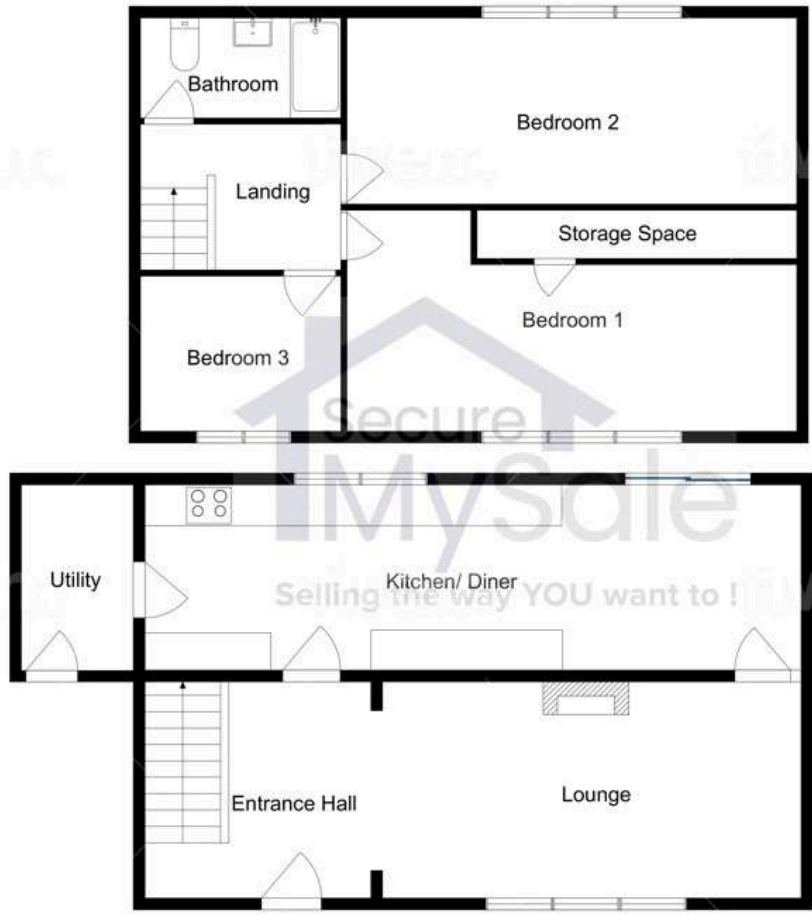 Bathroom
Bedroom 2
Landing
Storage Space
Bedroom 1
Bedroom 3
Secure
MySale
Selling the way YOU want to !
Utility
Kitchen/ Diner
Entrance Hall
Lounge